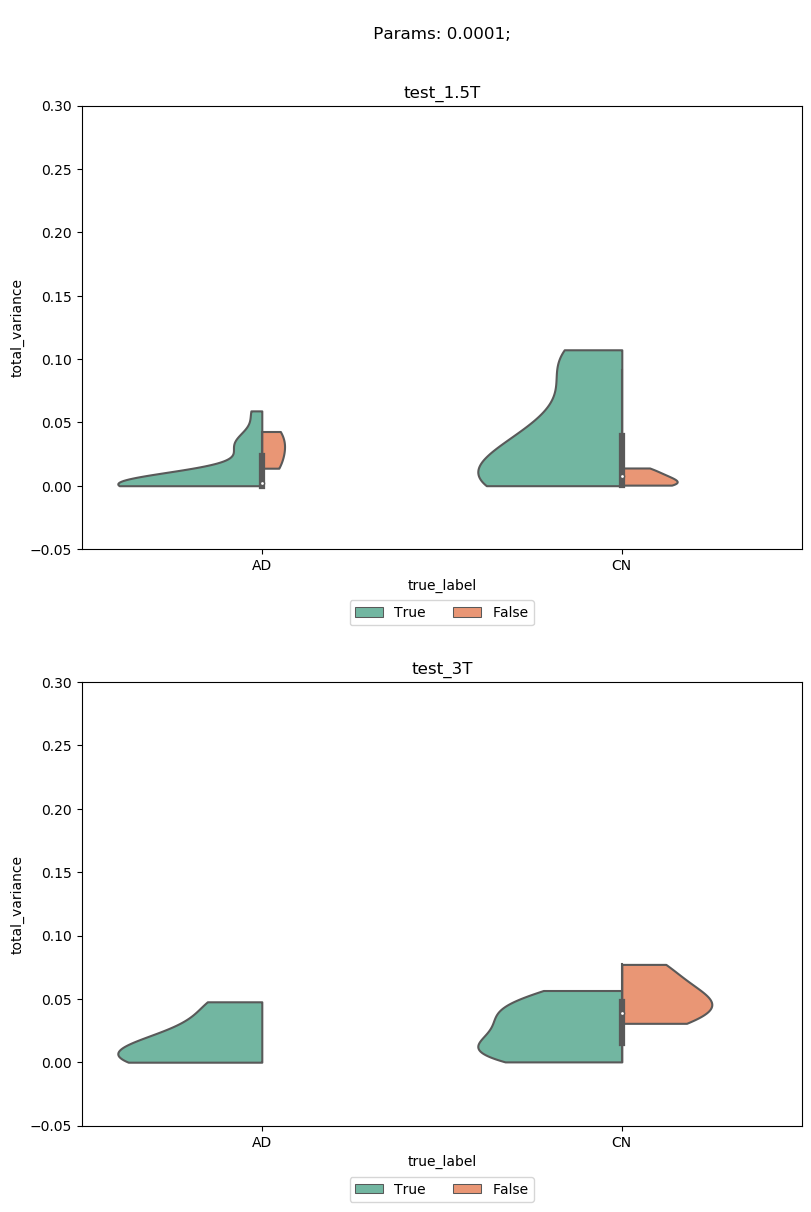 Params: 0.0001;
test_1.5T
0.30
0.25
0.20
0.15
0.10
0.05
0.00
−0.05
total_variance
AD CN
true_label
True False
test_3T
0.30
0.25
0.20
0.15
0.10
0.05
0.00
−0.05
total_variance
AD CN
true_label
True False